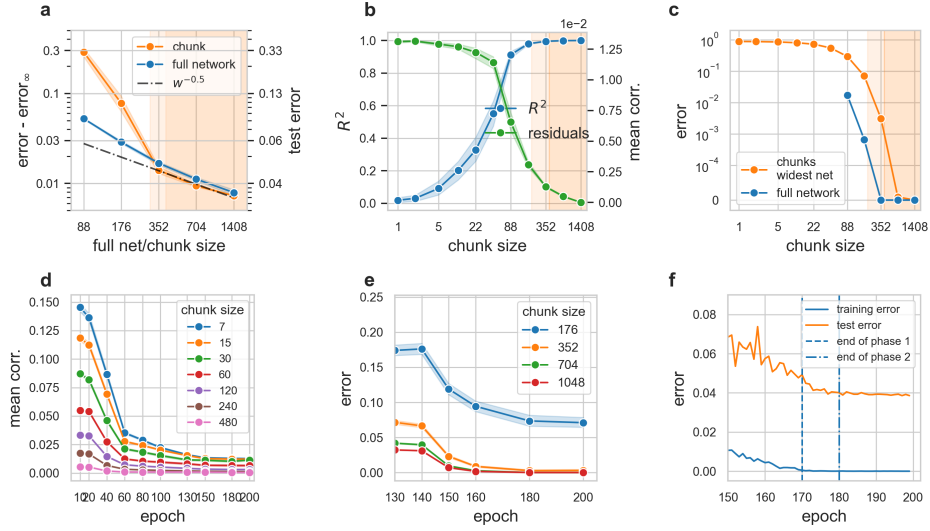 a
chunk
full network
w^{-0.5}
0.3
0.1
0.03
0.01
0.33
0.13
0.06
0.04
error - error_∞
test error
88 176 352 704 1408
full net/chunk size
b
1e−2
1.0
0.8
0.6
0.4
0.2
0.0
1.25
1.00
0.75
0.50
0.25
0.00
R^2
mean corr.
R^2
residuals
1 5 22 88 352 1408
chunk size
c
10^0
10^{-1}
10^{-2}
10^{-3}
10^{-4}
0
error
chunks
widest net
full network
1 5 22 88 352 1408
chunk size
d
0.150
0.125
0.100
0.075
0.050
0.025
0.000
mean corr.
chunk size
7
15
30
60
120
240
480
10 20 40 60 80 100 130 150 180 200
epoch
e
0.25
0.20
0.15
0.10
0.05
0.00
error
chunk size
176
352
704
1048
130 140 150 160 180 200
epoch
f
0.08
0.06
0.04
0.02
0.00
error
training error
test error
end of phase 1
end of phase 2
150 160 170 180 190 200
epoch